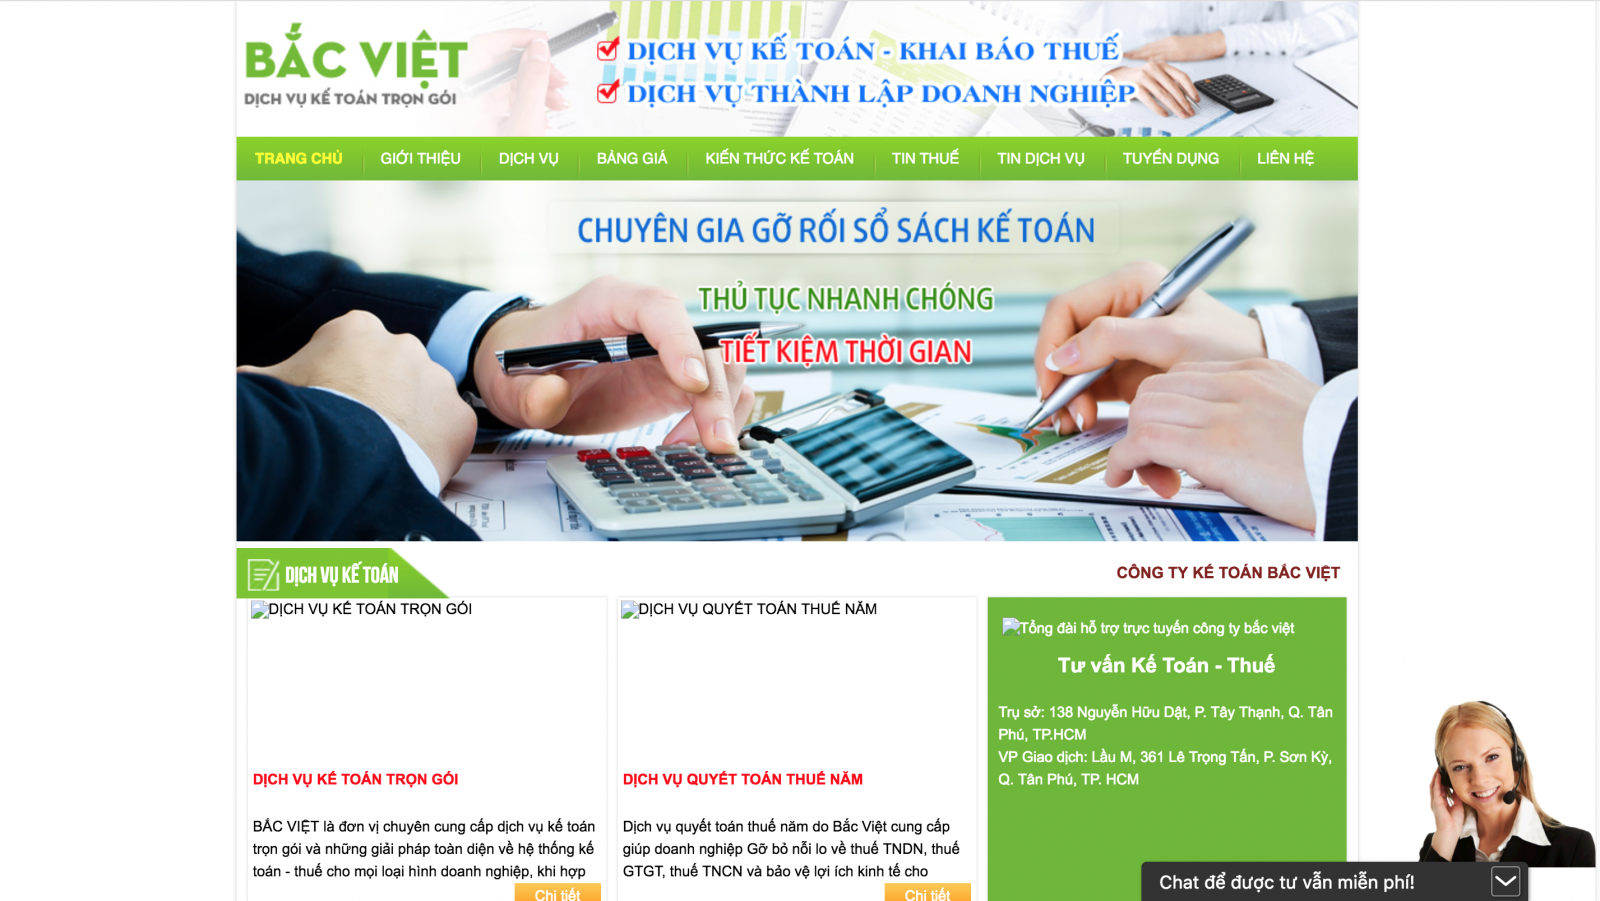 BẮC VIỆT
DỊCH VỤ KẾ TOÁN TRỌN GÓI
DỊCH VỤ KẾ TOÁN - KHAI BÁO THUẾ
DỊCH VỤ THÀNH LẬP DOANH NGHIỆP
TRANG CHỦ GIỚI THIỆU DỊCH VỤ BẢNG GIÁ KIẾN THỨC KẾ TOÁN TIN THUẾ TIN DỊCH VỤ TUYỂN DỤNG LIÊN HỆ
CHUYÊN GIA GỠ RỐI SỔ SÁCH KẾ TOÁN
THỦ TỤC NHANH CHÓNG
TIẾT KIỆM THỜI GIAN
DỊCH VỤ KẾ TOÁN
CÔNG TY KẾ TOÁN BẮC VIỆT
DỊCH VỤ KẾ TOÁN TRỌN GÓI
DỊCH VỤ KẾ TOÁN TRỌN GÓI
BẮC VIỆT là đơn vị chuyên cung cấp dịch vụ kế toán
trọn gói và những giải pháp toàn diện về hệ thống kế
toán - thuế cho mọi loại hình doanh nghiệp, khi hợp
Chi tiết
DỊCH VỤ QUYẾT TOÁN THUẾ NĂM
DỊCH VỤ QUYẾT TOÁN THUẾ NĂM
Dịch vụ quyết toán thuế năm do Bắc Việt cung cấp
giúp doanh nghiệp Gỡ bỏ nỗi lo về thuế TNDN, thuế
GTGT, thuế TNCN và bảo vệ lợi ích kinh tế cho
Chi tiết
Tổng đài hỗ trợ trực tuyến công ty bắc việt
Tư vấn Kế Toán - Thuế
Trụ sở: 138 Nguyễn Hữu Dật, P. Tây Thạnh, Q. Tân
Phú, TP.HCM
VP Giao dịch: Lầu M, 361 Lê Trọng Tấn, P. Sơn Kỳ,
Q. Tân Phú, TP. HCM
Chat để được tư vấn miễn phí!